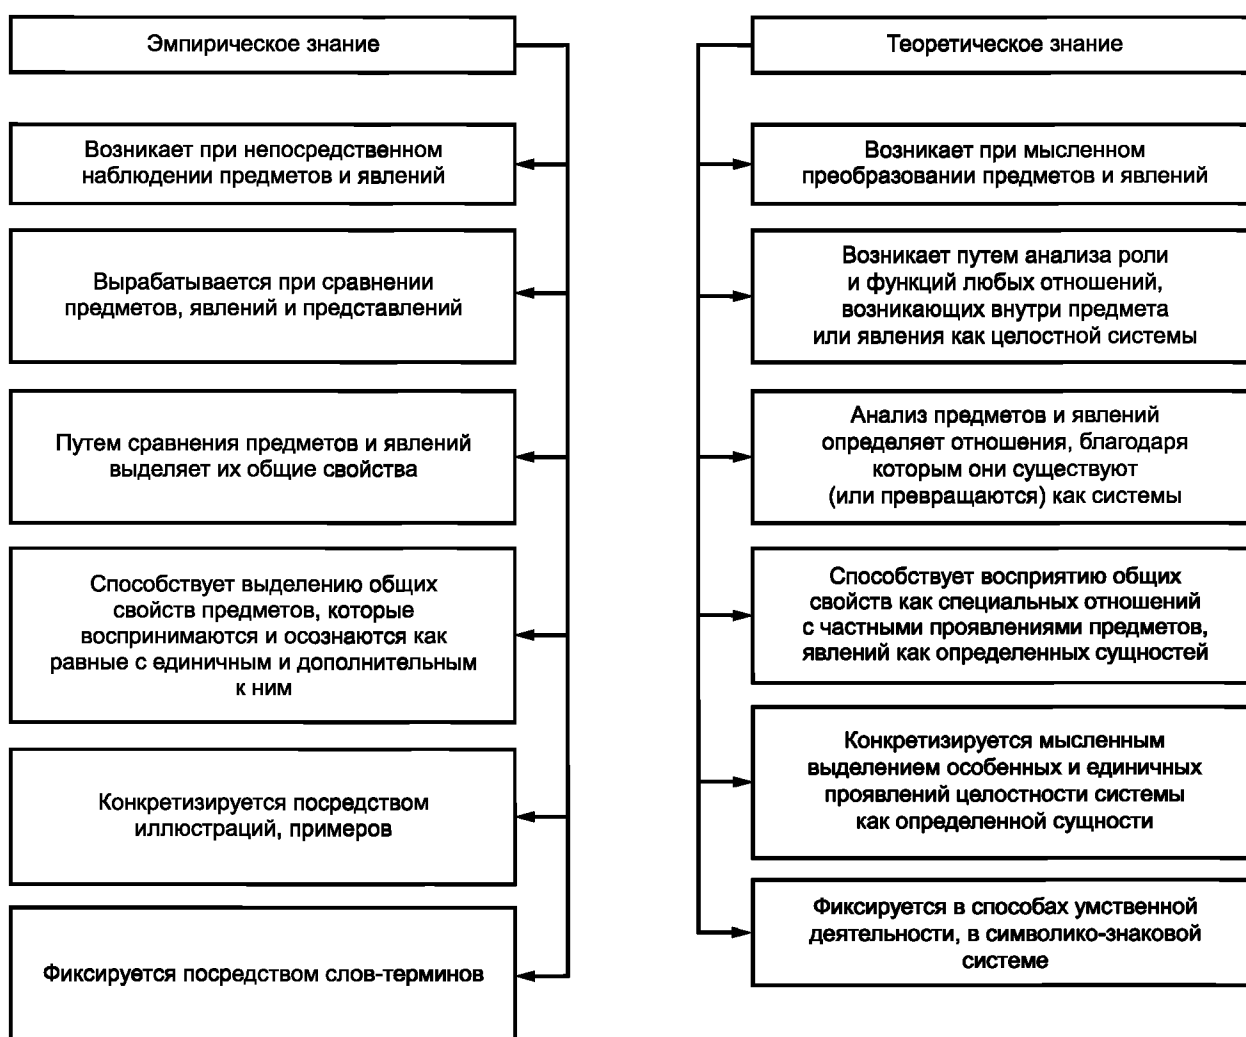 Эмпирическое знание
Возникает при непосредственном
наблюдении предметов и явлений
Вырабатывается при сравнении
предметов, явлений и представлений
Путем сравнения предметов и явлений
выделяет их общие свойства
Способствует выделению общих
свойств предметов, которые
воспринимаются и осознаются как
равные с единичным и дополнительным
к ним
Конкретизируется посредством
иллюстраций, примеров
Фиксируется посредством слов-терминов
Теоретическое знание
Возникает при мысленном
преобразовании предметов и явлений
Возникает путем анализа роли
и функций любых отношений,
возникающих внутри предмета
или явления как целостной системы
Анализ предметов и явлений
определяет отношения, благодаря
которым они существуют
(или превращаются) как системы
Способствует восприятию общих
свойств как специальных отношений
с частными проявлениями предметов,
явлений как определенных сущностей
Конкретизируется мысленным
выделением особенных и единичных
проявлений целостности системы
как определенной сущности
Фиксируется в способах умственной
деятельности, в символико-знаковой
системе